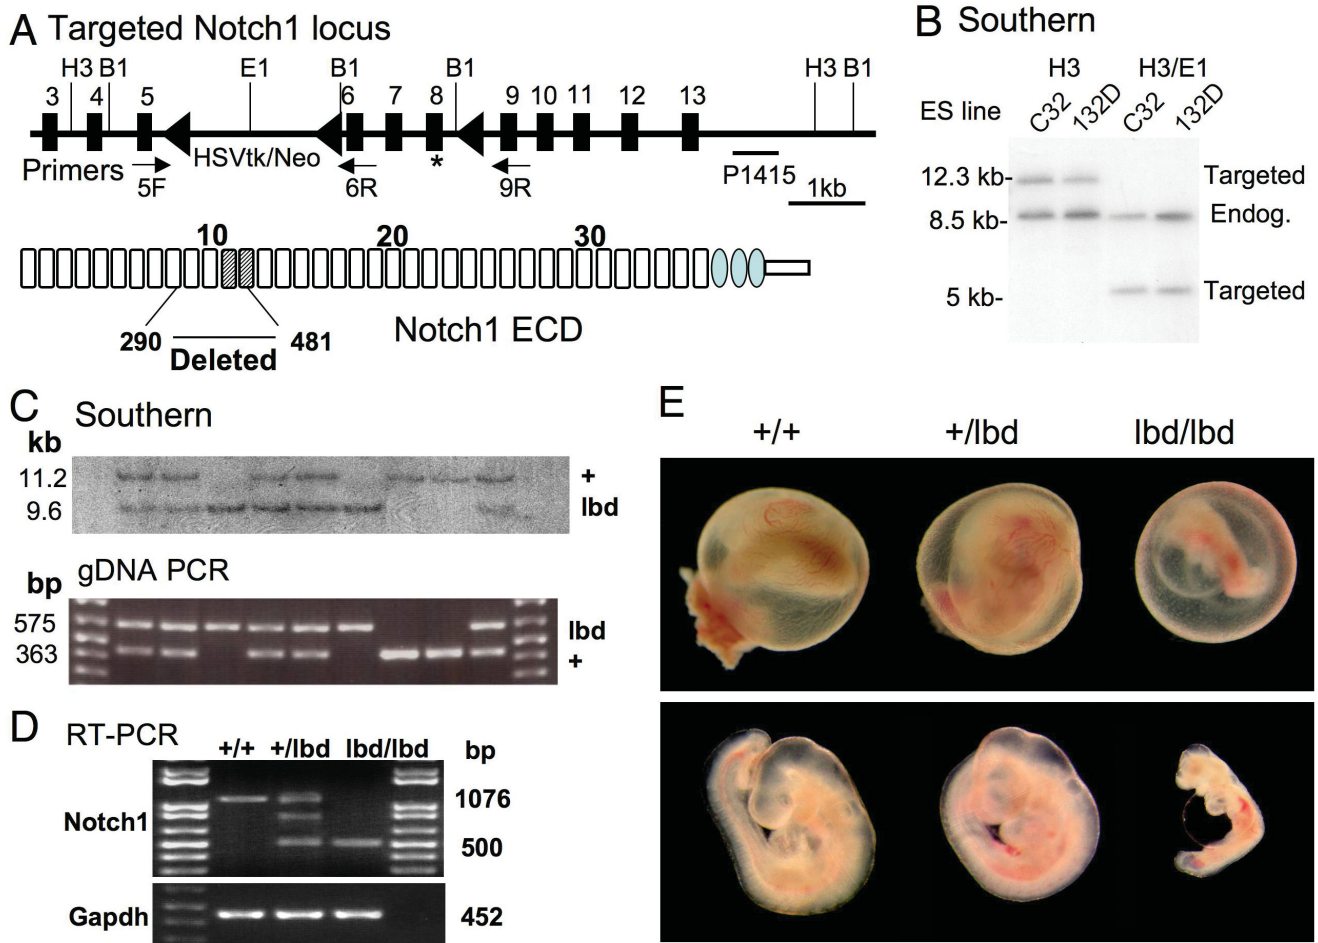 A Targeted Notch1 locus
H3 B1 E1 B1 B1 H3 B1
3 4 5 6 7 8 9 10 11 12 13
HSVtk/Neo
Primers 5F 6R * 9R P1415
1kb
10 20 30
290 Deleted 481
Notch1 ECD
B Southern
H3 H3/E1
ES line C32 132D C32 132D
12.3 kb- Targeted
8.5 kb- Endog.
5 kb- Targeted
C Southern
kb
11.2 +
9.6 lbd
bp gDNA PCR
575 lbd
363 +
D RT-PCR
+/+ +/lbd lbd/lbd bp
1076
Notch1
500
Gapdh 452
E
+/+ +/lbd lbd/lbd